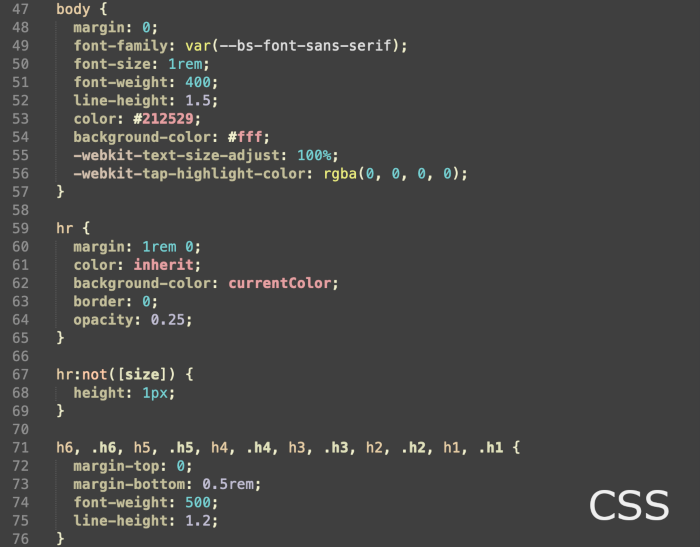 47 body {
48 margin: 0;
49 font-family: var(--bs-font-sans-serif);
50 font-size: 1rem;
51 font-weight: 400;
52 line-height: 1.5;
53 color: #212529;
54 background-color: #fff;
55 -webkit-text-size-adjust: 100%;
56 -webkit-tap-highlight-color: rgba(0, 0, 0, 0);
57 }
58
59 hr {
60 margin: 1rem 0;
61 color: inherit;
62 background-color: currentColor;
63 border: 0;
64 opacity: 0.25;
65 }
66
67 hr:not([size]) {
68 height: 1px;
69 }
70
71 h6, .h6, h5, .h5, h4, .h4, h3, .h3, h2, .h2, h1, .h1 {
72 margin-top: 0;
73 margin-bottom: 0.5rem;
74 font-weight: 500;
75 line-height: 1.2;
76 }
CSS